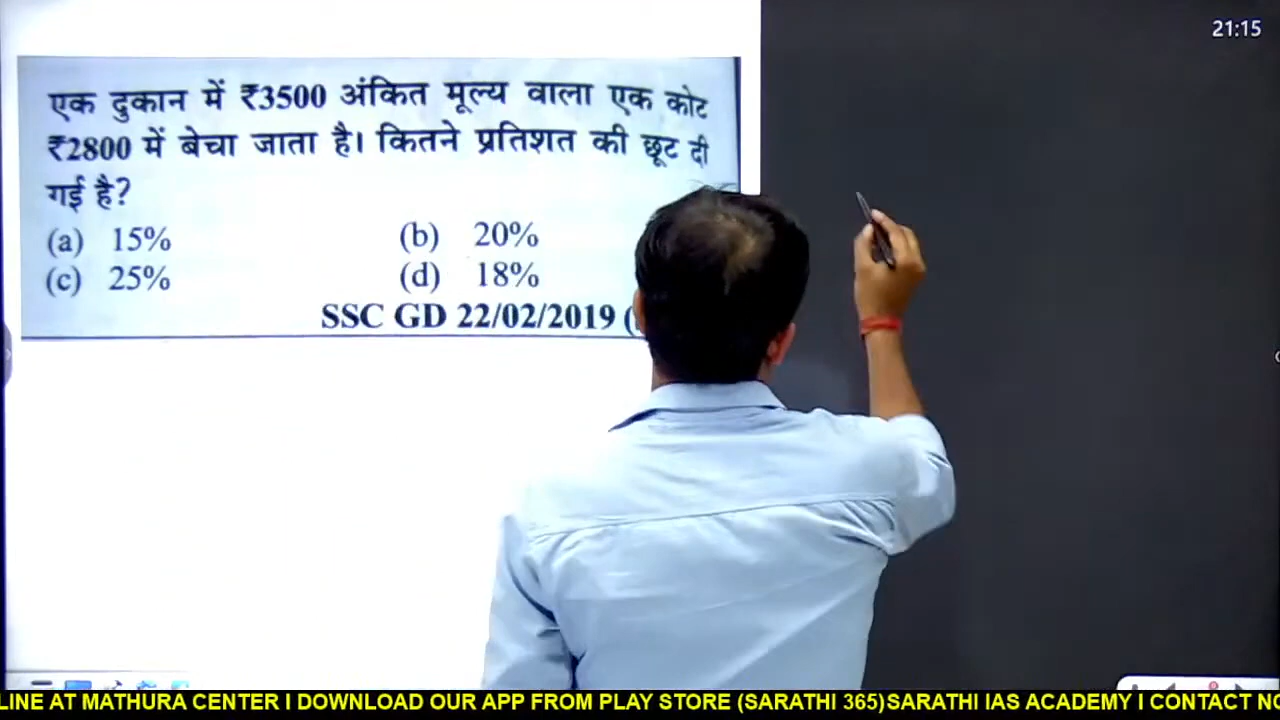 21:15
एक दुकान में ₹3500 अंकित मूल्य वाला एक कोट
₹2800 में बेचा जाता है। कितने प्रतिशत की छूट दी
गई है?
(a) 15% (b) 20%
(c) 25% (d) 18%
SSC GD 22/02/2019 (
LINE AT MATHURA CENTER I DOWNLOAD OUR APP FROM PLAY STORE (SARATHI 365)SARATHI IAS ACADEMY I CONTACT NO